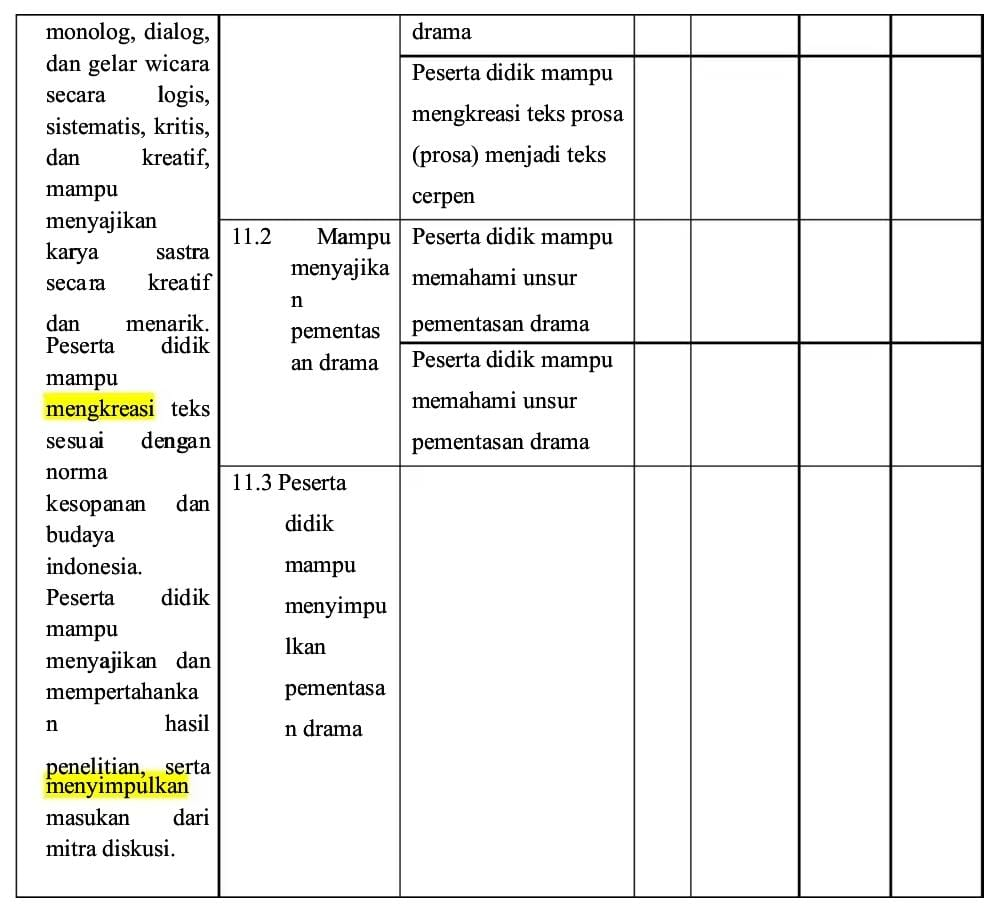 monolog, dialog,
dan gelar wicara
secara logis,
sistematis, kritis,
dan kreatif,
mampu
menyajikan
karya sastra
secara kreatif
dan menarik.
Peserta didik
mampu
mengkreasi teks
sesuai dengan
norma
kesopanan dan
budaya
indonesia.
Peserta didik
mampu
menyajikan dan
mempertahanka
n hasil
penelitian, serta
menyimpulkan
masukan dari
mitra diskusi.
drama
Peserta didik mampu
mengkreasi teks prosa
(prosa) menjadi teks
cerpen
11.2 Mampu
menyajika
n
pementas
an drama
Peserta didik mampu
memahami unsur
pementasan drama
Peserta didik mampu
memahami unsur
pementasan drama
11.3 Peserta
didik
mampu
menyimpu
lkan
pementasa
n drama